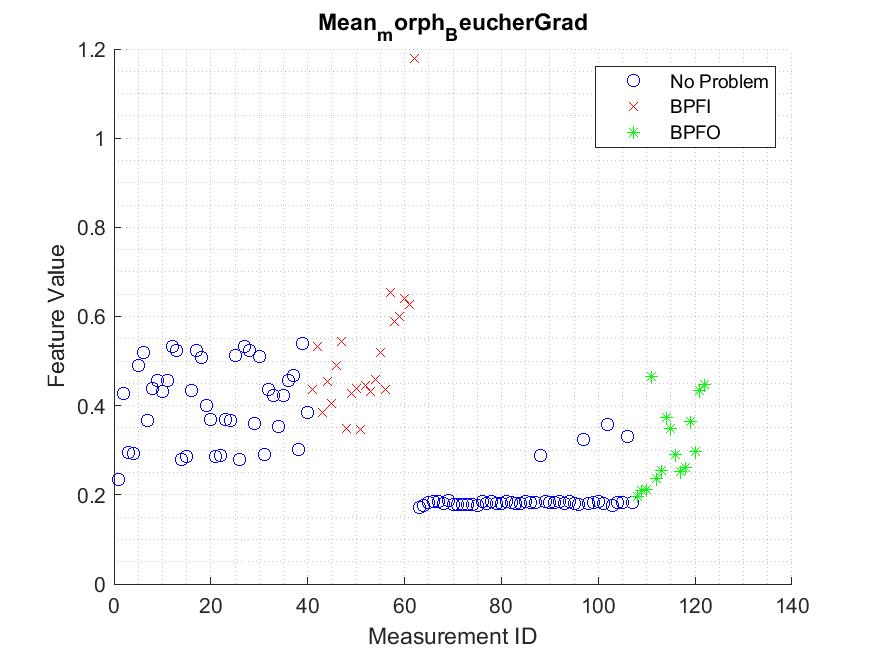 Mean_morph_BeucherGrad
1.2
1
0.8
0.6
0.4
0.2
0
Feature Value
No Problem
BPFI
BPFO
0 20 40 60 80 100 120 140
Measurement ID